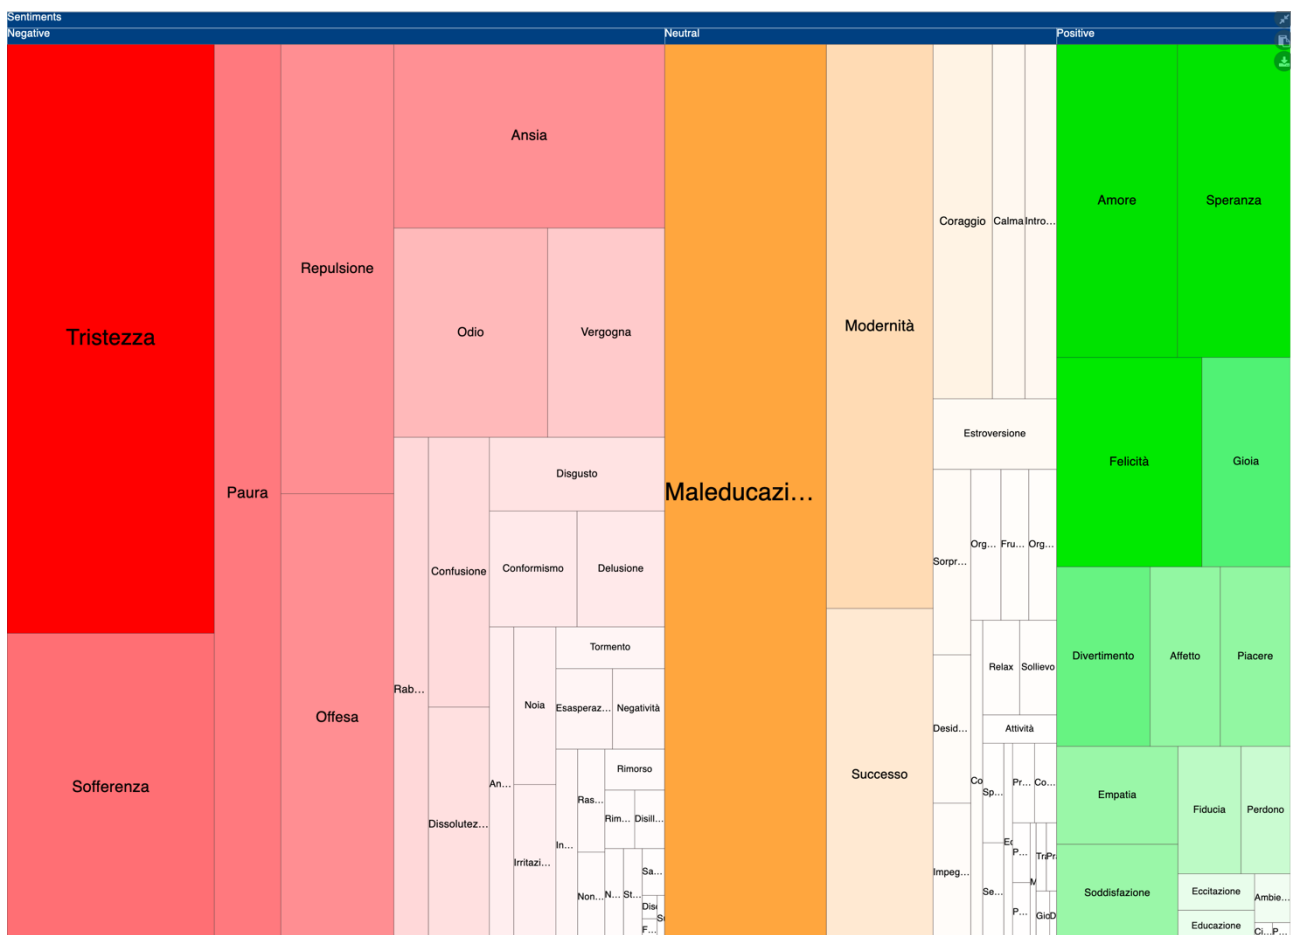 Sentiments
Negative
Neutral
Positive
Tristezza
Sofferenza
Paura
Repulsione
Offesa
Ansia
Odio
Vergogna
Rab...
Confusione
Dissolutez...
Disgusto
Conformismo
Delusione
An...
Noia
Irritazi...
Tormento
Esasperaz...
Negatività
In...
Ras...
Non...
Rimorso
Rim...
Disill...
N...
St...
Sa...
F...
Maleducazi...
Modernità
Successo
Coraggio
Calma
Intro...
Estroversione
Sorpr...
Desid...
Impeg...
Org...
Fru...
Org...
Co
Relax
Sollievo
Attività
Sp...
Se...
Pr...
Co...
P...
P...
M
Amore
Speranza
Felicità
Gioia
Divertimento
Affetto
Piacere
Empatia
Soddisfazione
Fiducia
Perdono
Eccitazione
Educazione
Ambie...
Ci...
P...